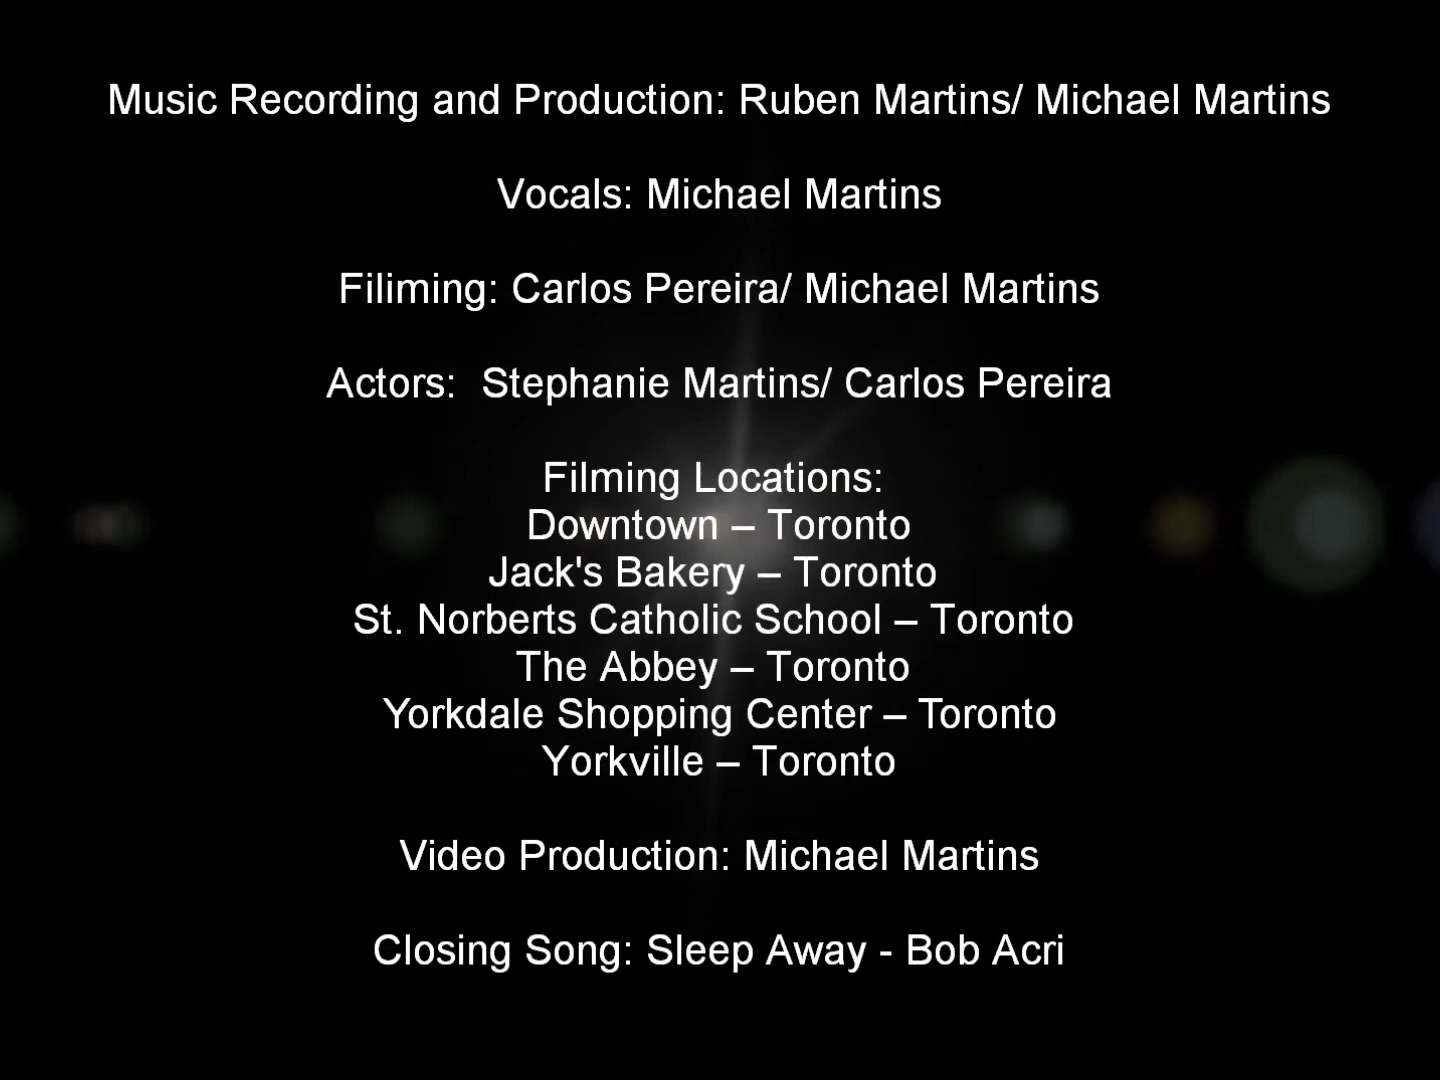 Music Recording and Production: Ruben Martins/ Michael Martins
Vocals: Michael Martins
Filiming: Carlos Pereira/ Michael Martins
Actors:  Stephanie Martins/ Carlos Pereira
Filming Locations:
Downtown – Toronto
Jack's Bakery – Toronto
St. Norberts Catholic School – Toronto
The Abbey – Toronto
Yorkdale Shopping Center – Toronto
Yorkville – Toronto
Video Production: Michael Martins
Closing Song: Sleep Away - Bob Acri